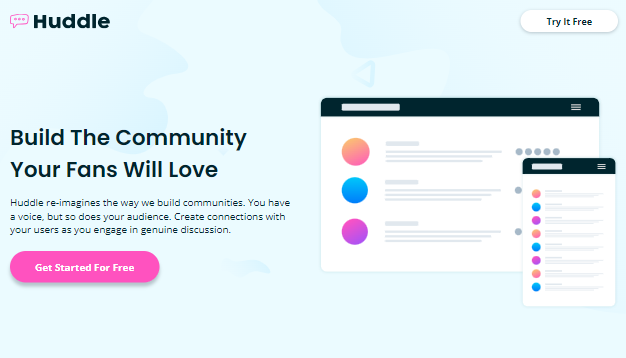 Huddle
Try It Free
Build The Community
Your Fans Will Love
Huddle re-imagines the way we build communities. You have
a voice, but so does your audience. Create connections with
your users as you engage in genuine discussion.
Get Started For Free